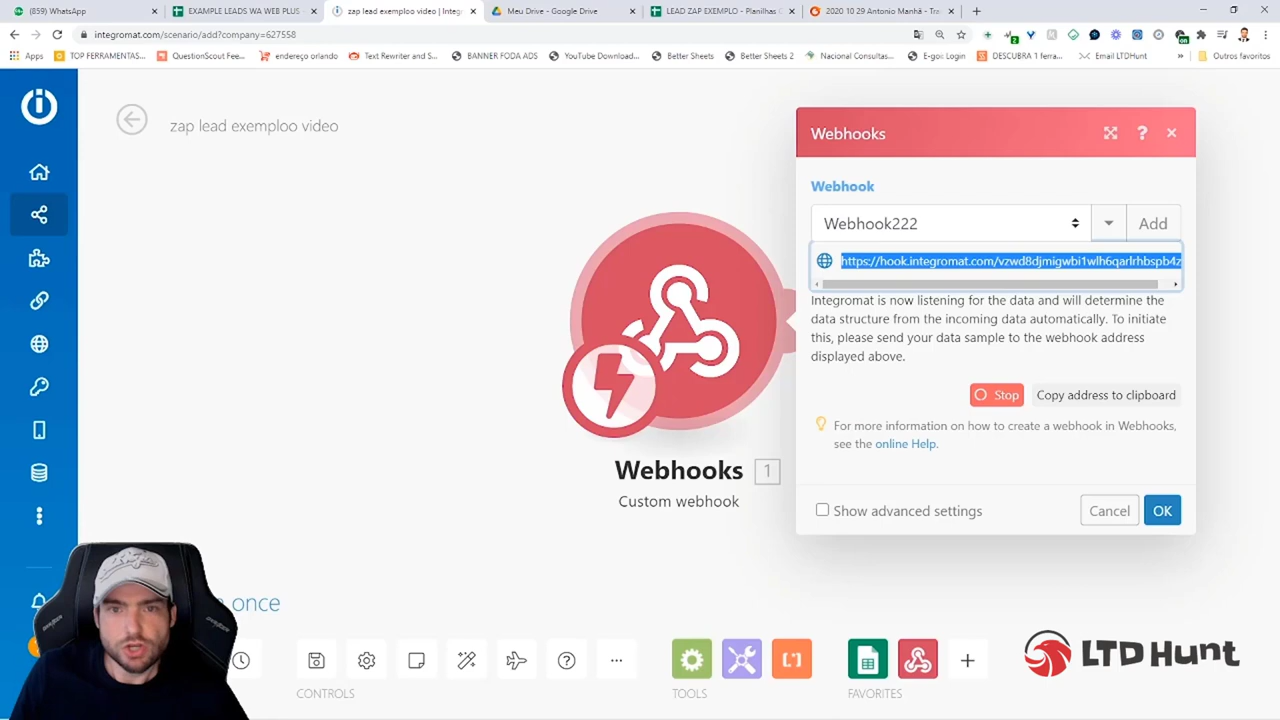 (859) WhatsApp
EXAMPLE LEADS WA WEB PLUS -
zap lead exemploo video | Integ
Meu Drive - Google Drive
LEAD ZAP EXEMPLO - Planilhas C
2020 10 29 Antonio Manhã - Tra
integromat.com/scenario/add?company=627558
Apps
TOP FERRAMENTAS...
QuestionScout Fee...
endereço orlando
Text Rewriter and S...
BANNER FODA ADS
YouTube Download...
Better Sheets
Better Sheets 2
Nacional Consultas...
E-goi: Login
DESCUBRA 1 ferra...
Email LTDHunt
Outros favoritos
zap lead exemploo video
Webhooks
Webhook
Webhook222
Add
https://hook.integromat.com/vzwd8djmigwbi1wlh6qarlrhbspb4z
Integromat is now listening for the data and will determine the
data structure from the incoming data automatically. To initiate
this, please send your data sample to the webhook address
displayed above.
Stop
Copy address to clipboard
For more information on how to create a webhook in Webhooks,
see the online Help.
Show advanced settings
Cancel
OK
Webhooks
1
Custom webhook
once
CONTROLS
TOOLS
FAVORITES
LTD Hunt